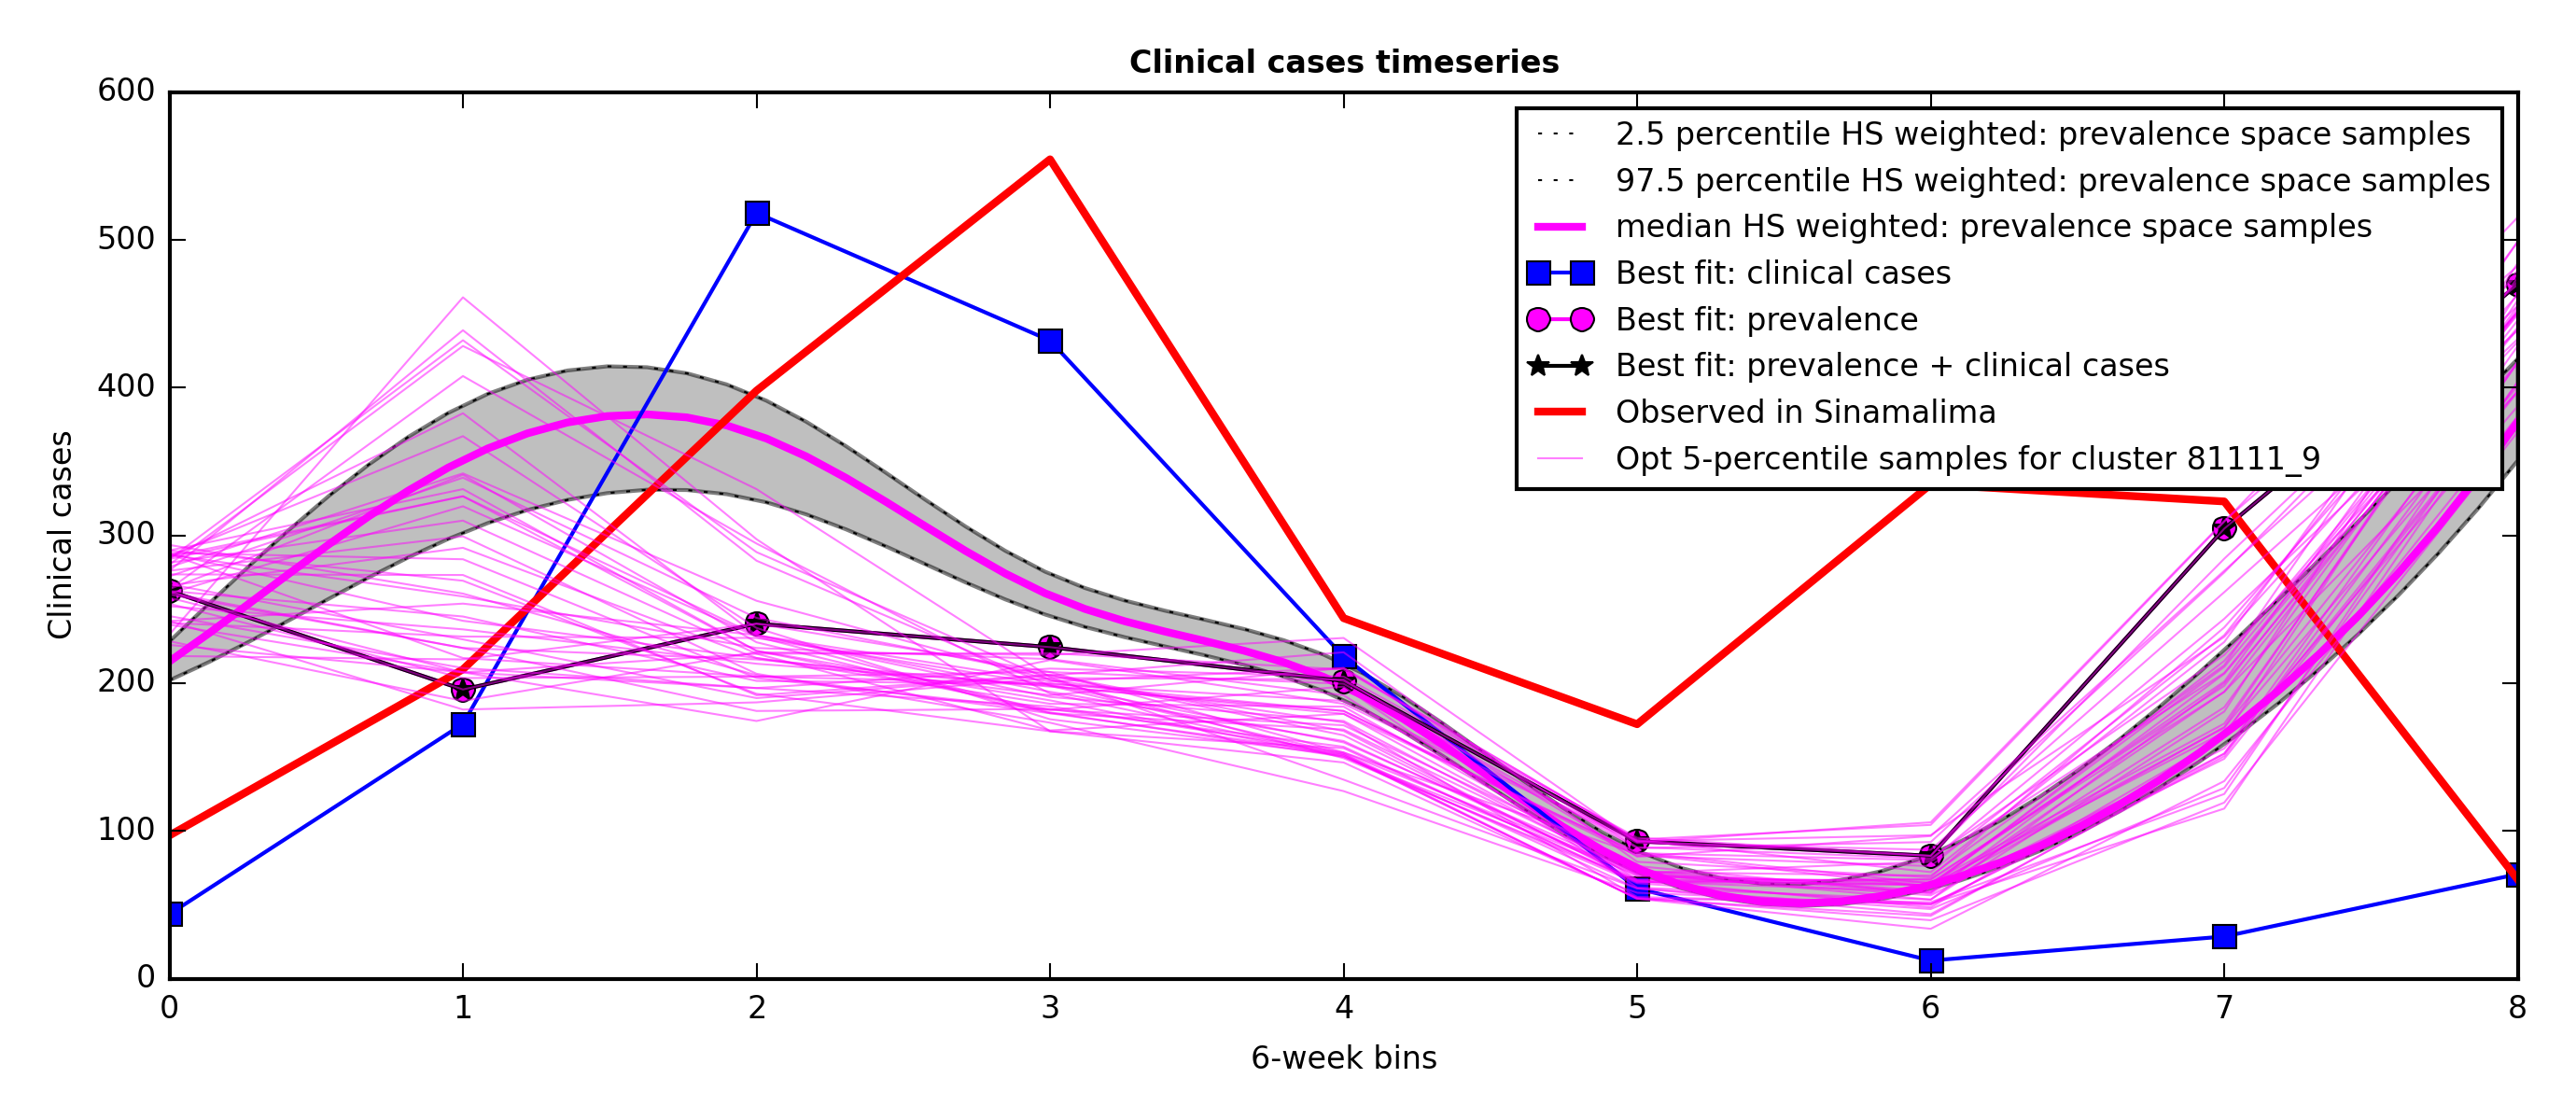 Clinical cases timeseries
600
500
400
300
200
100
0
Clinical cases
2.5 percentile HS weighted: prevalence space samples
97.5 percentile HS weighted: prevalence space samples
median HS weighted: prevalence space samples
Best fit: clinical cases
Best fit: prevalence
Best fit: prevalence + clinical cases
Observed in Sinamalima
Opt 5-percentile samples for cluster 81111_9
0 1 2 3 4 5 6 7 8
6-week bins